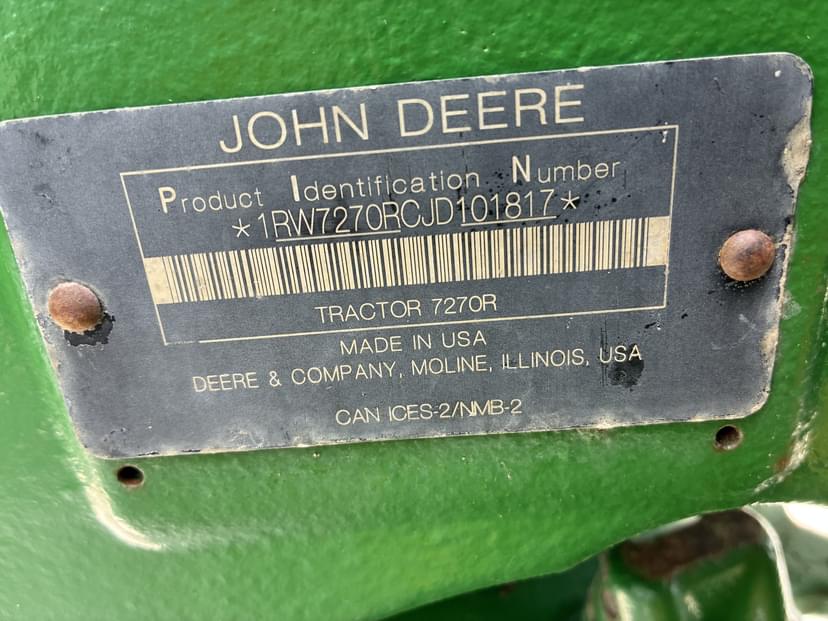 JOHN DEERE
Product Identification Number
*1RW7270RCJD101817*
TRACTOR 7270R
MADE IN USA
DEERE & COMPANY, MOLINE, ILLINOIS, USA
CAN ICES-2/NMB-2